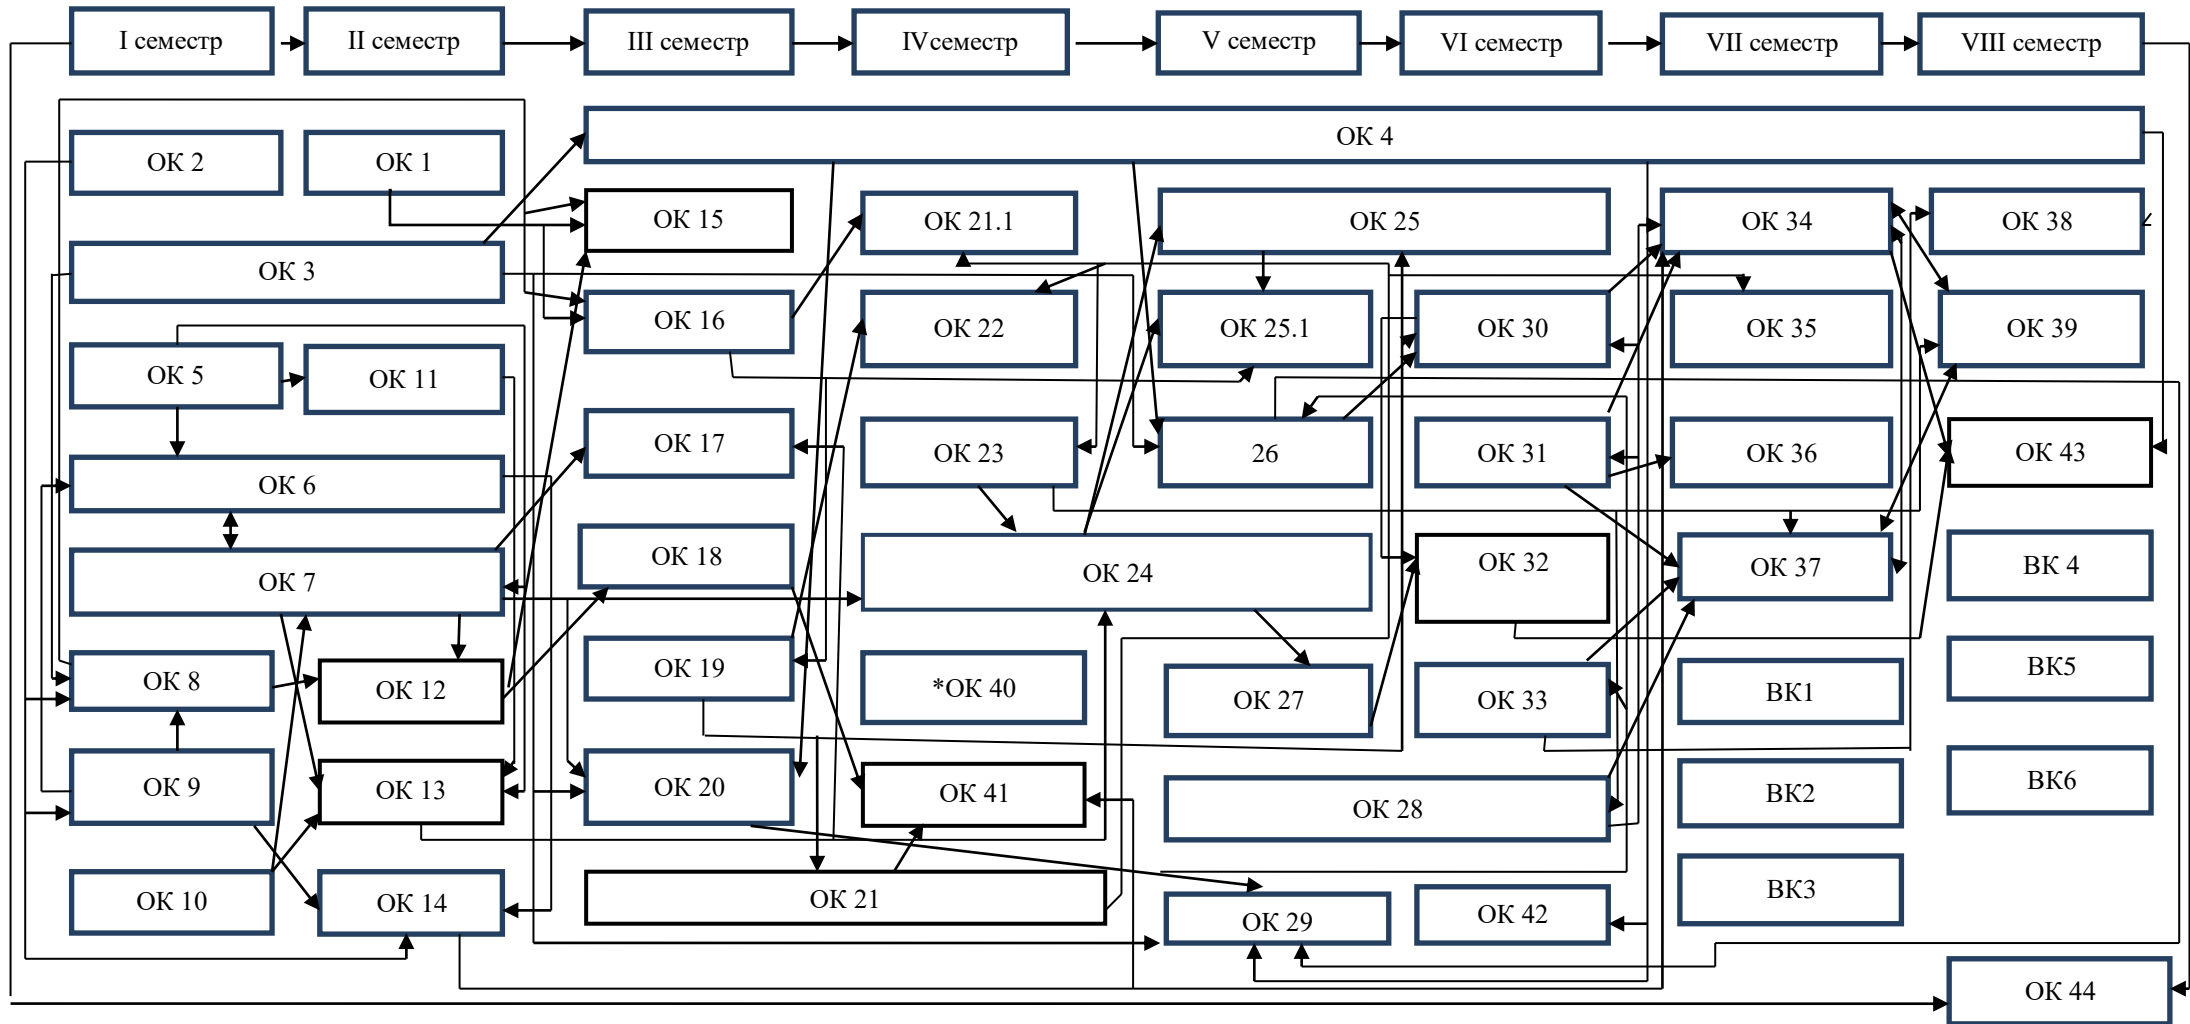 I семестр
II семестр
III семестр
IVсеместр
V семестр
VI семестр
VII семестр
VIII семестр
ОК 4
ОК 2
ОК 1
ОК 15
ОК 21.1
ОК 25
ОК 34
ОК 38
ОК 3
ОК 16
ОК 22
ОК 25.1
ОК 30
ОК 35
ОК 39
ОК 5
ОК 11
ОК 17
ОК 23
26
ОК 31
ОК 36
ОК 43
ОК 6
ОК 7
ОК 18
ОК 24
ОК 32
ОК 37
ВК 4
ОК 8
ОК 12
ОК 19
*ОК 40
ОК 27
ОК 33
ВК1
ВК5
ОК 9
ОК 13
ОК 20
ОК 41
ОК 28
ВК2
ВК6
ОК 10
ОК 14
ОК 21
ОК 29
ОК 42
ВК3
ОК 44